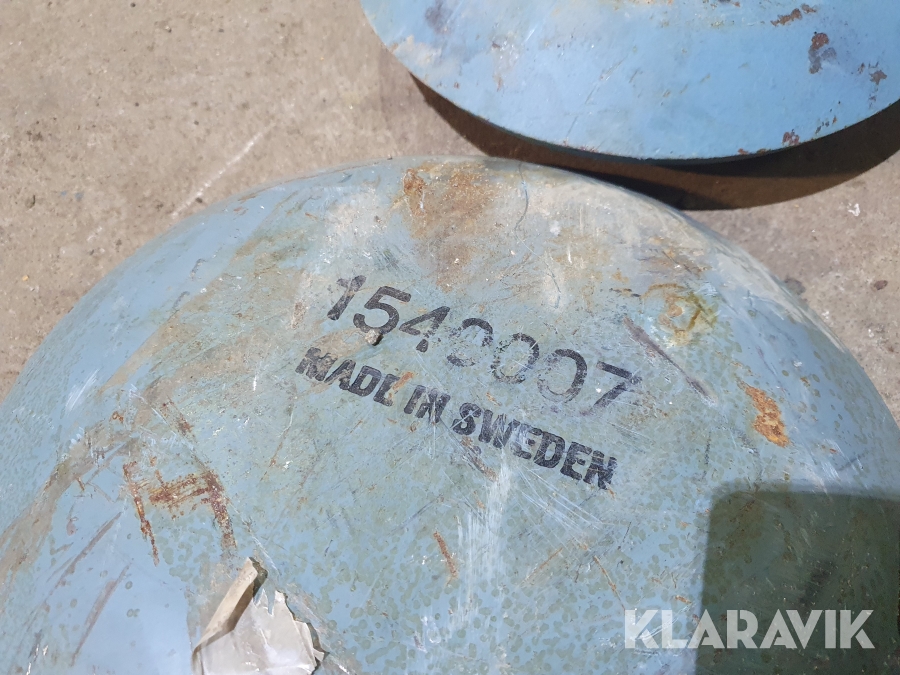 1540007
MADE IN SWEDEN
KLARAVIK